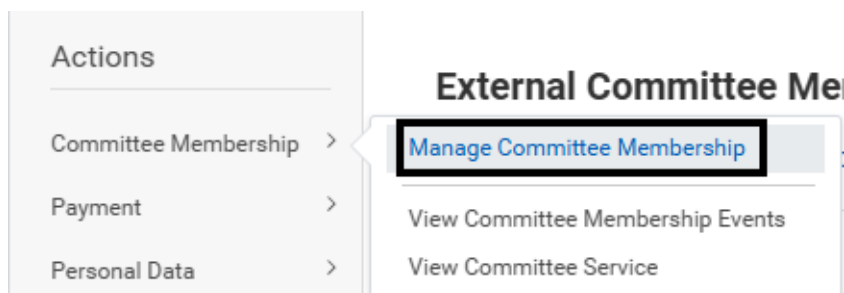 Actions
External Committee Me
Committee Membership
Manage Committee Membership
Payment
View Committee Membership Events
Personal Data
View Committee Service